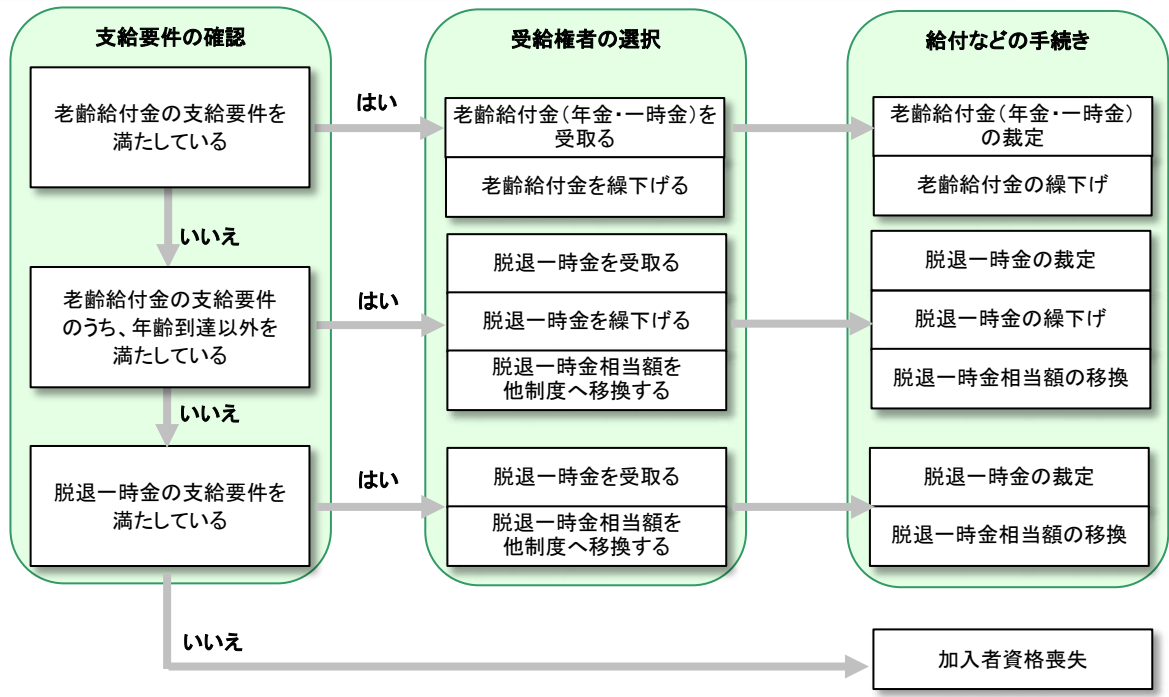 支給要件の確認
老齢給付金の支給要件を
満たしている
いいえ
老齢給付金の支給要件
のうち、年齢到達以外を
満たしている
いいえ
脱退一時金の支給要件を
満たしている
いいえ
はい
はい
はい
受給権者の選択
老齢給付金(年金・一時金)を
受取る
老齢給付金を繰下げる
脱退一時金を受取る
脱退一時金を繰下げる
脱退一時金相当額を
他制度へ移換する
脱退一時金を受取る
脱退一時金相当額を
他制度へ移換する
給付などの手続き
老齢給付金(年金・一時金)
の裁定
老齢給付金の繰下げ
脱退一時金の裁定
脱退一時金の繰下げ
脱退一時金相当額の移換
脱退一時金の裁定
脱退一時金相当額の移換
加入者資格喪失